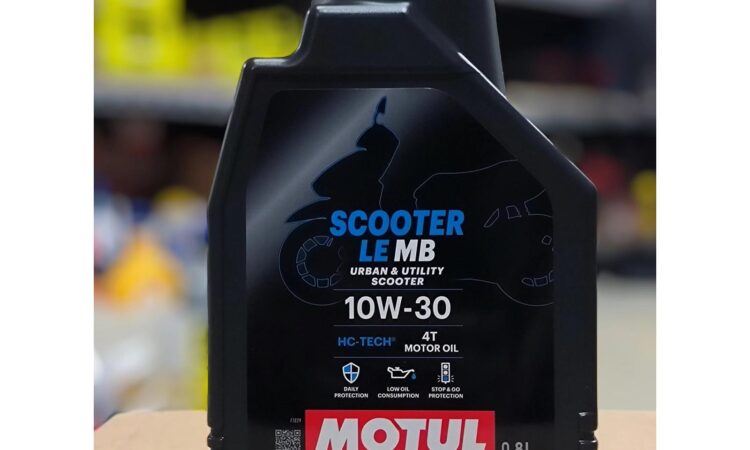 SCOOTER
LE MB
URBAN & UTILITY
SCOOTER
10W-30
HC-TECH®
4T
MOTOR OIL
DAILY
PROTECTION
LOW OIL
CONSUMPTION
STOP & GO
PROTECTION
MOTUL
0.8L